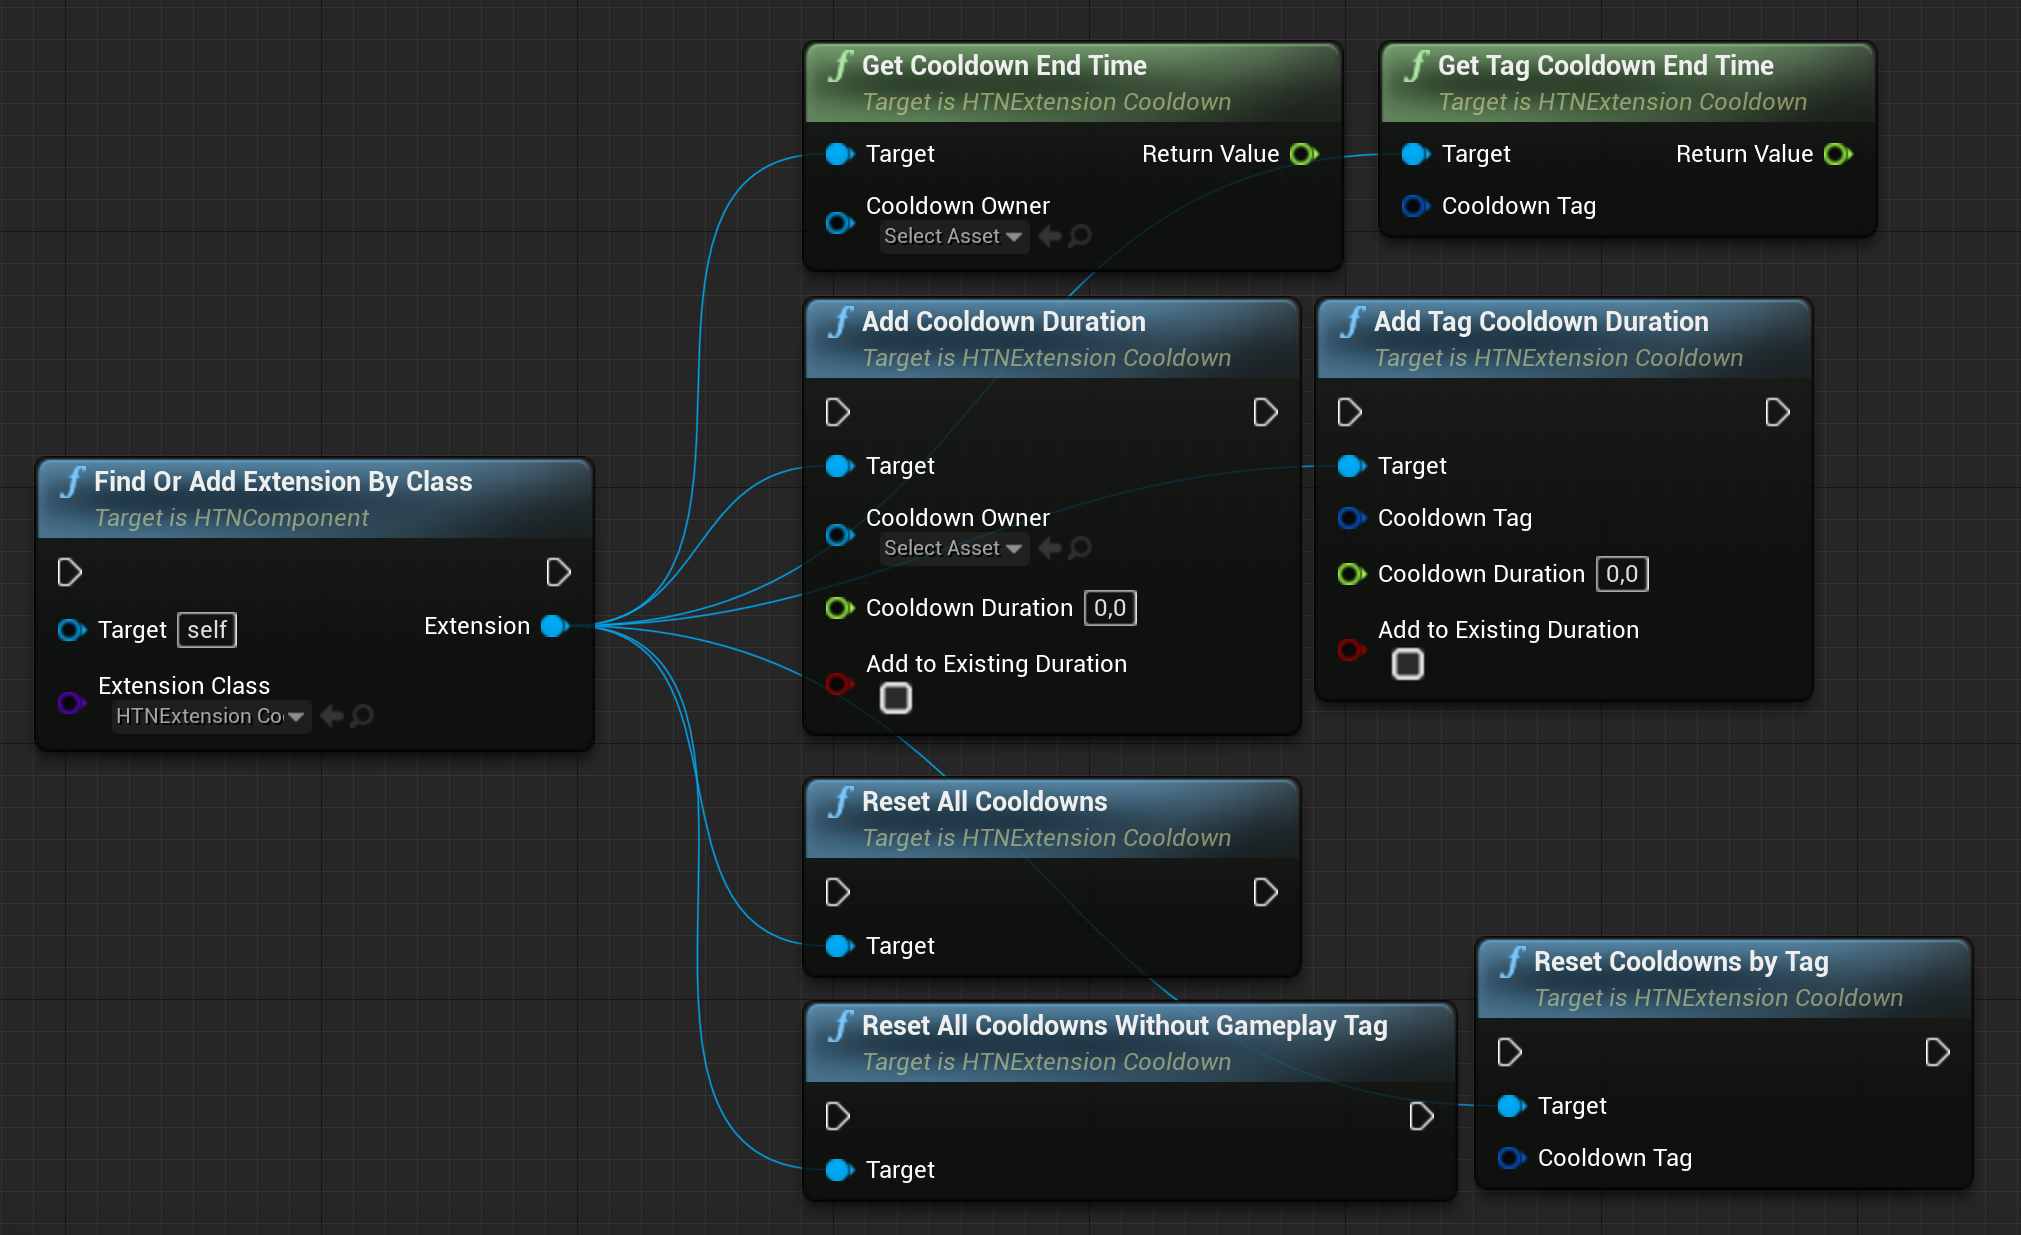 Get Cooldown End Time
Target is HTNExtension Cooldown
Target
Return Value
Cooldown Owner
Select Asset
Get Tag Cooldown End Time
Target is HTNExtension Cooldown
Target
Return Value
Cooldown Tag
Add Cooldown Duration
Target is HTNExtension Cooldown
Target
Cooldown Owner
Select Asset
Cooldown Duration 0,0
Add to Existing Duration
Add Tag Cooldown Duration
Target is HTNExtension Cooldown
Target
Cooldown Tag
Cooldown Duration 0,0
Add to Existing Duration
Find Or Add Extension By Class
Target is HTNComponent
Target self
Extension
Extension Class
HTNExtension Co
Reset All Cooldowns
Target is HTNExtension Cooldown
Target
Reset All Cooldowns Without Gameplay Tag
Target is HTNExtension Cooldown
Target
Reset Cooldowns by Tag
Target is HTNExtension Cooldown
Target
Cooldown Tag